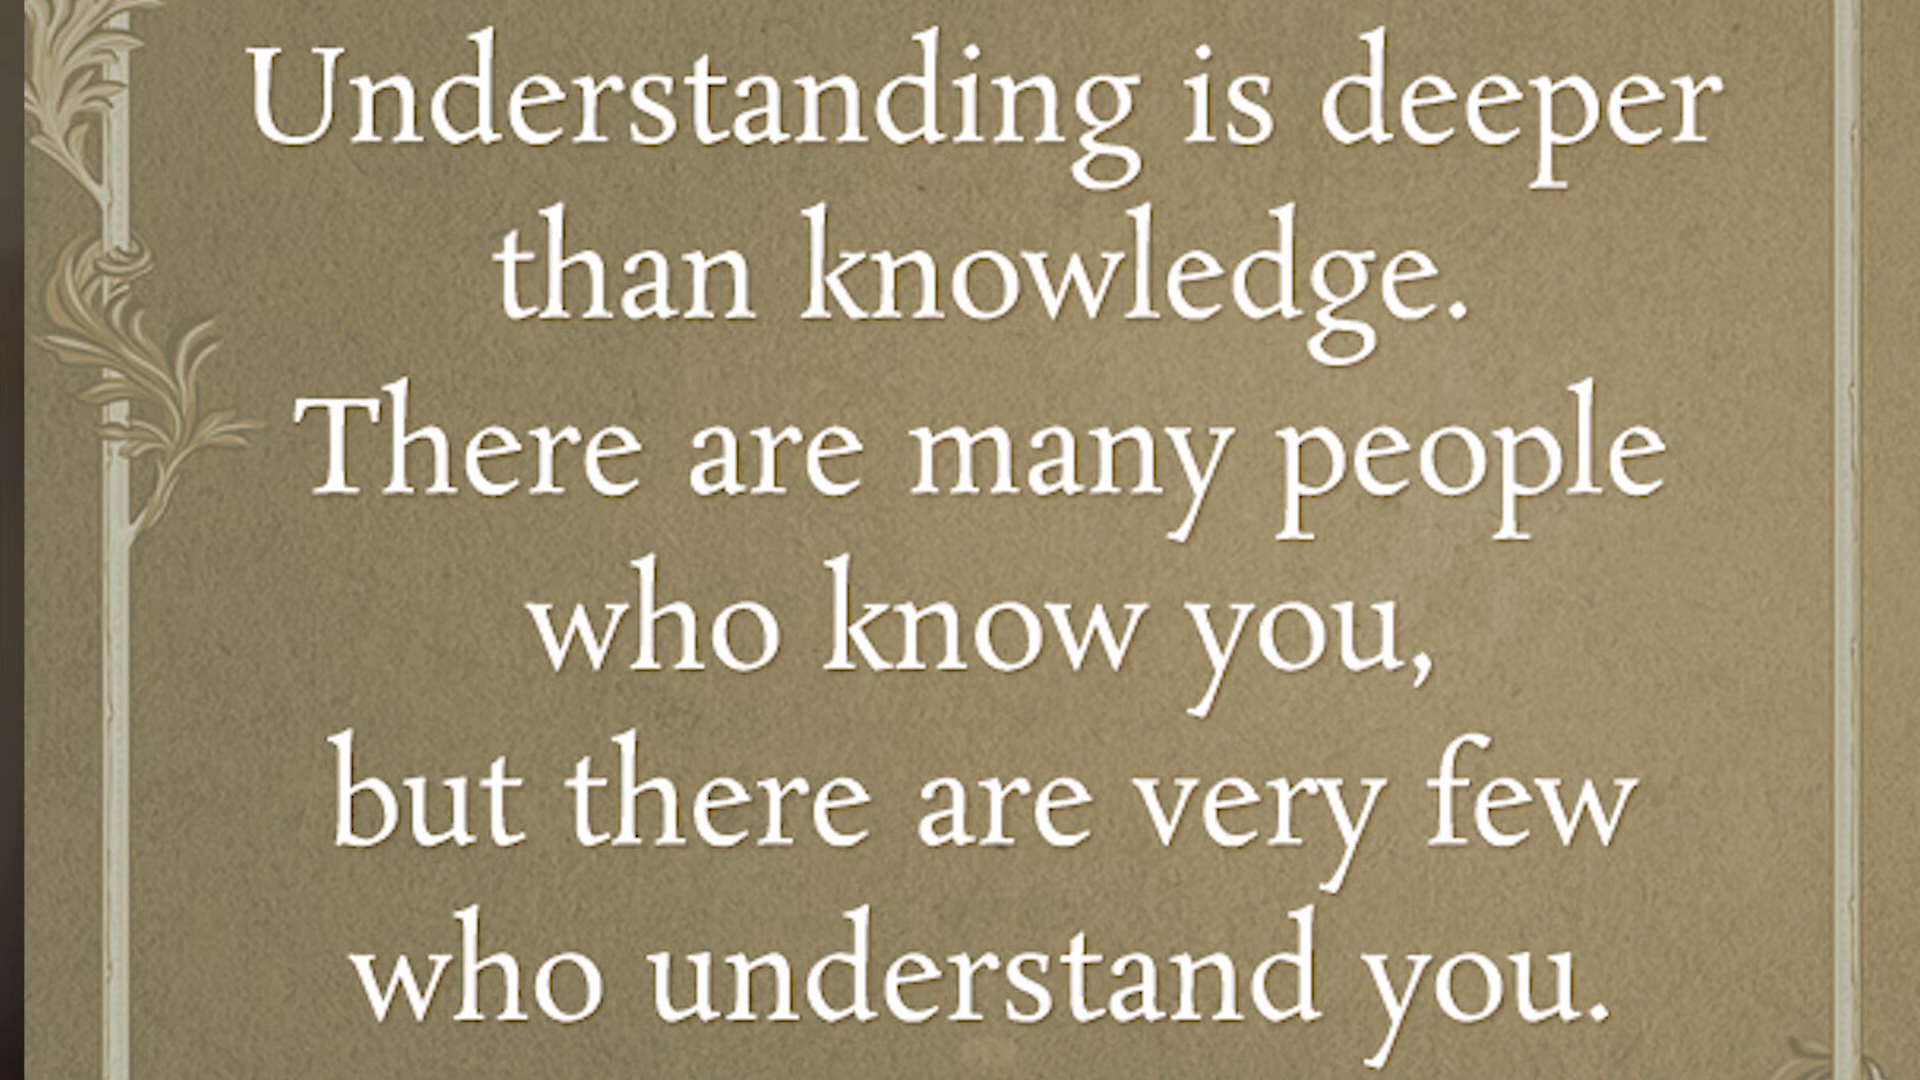 Understanding is deeper
than knowledge.
There are many people
who know you,
but there are very few
who understand you.